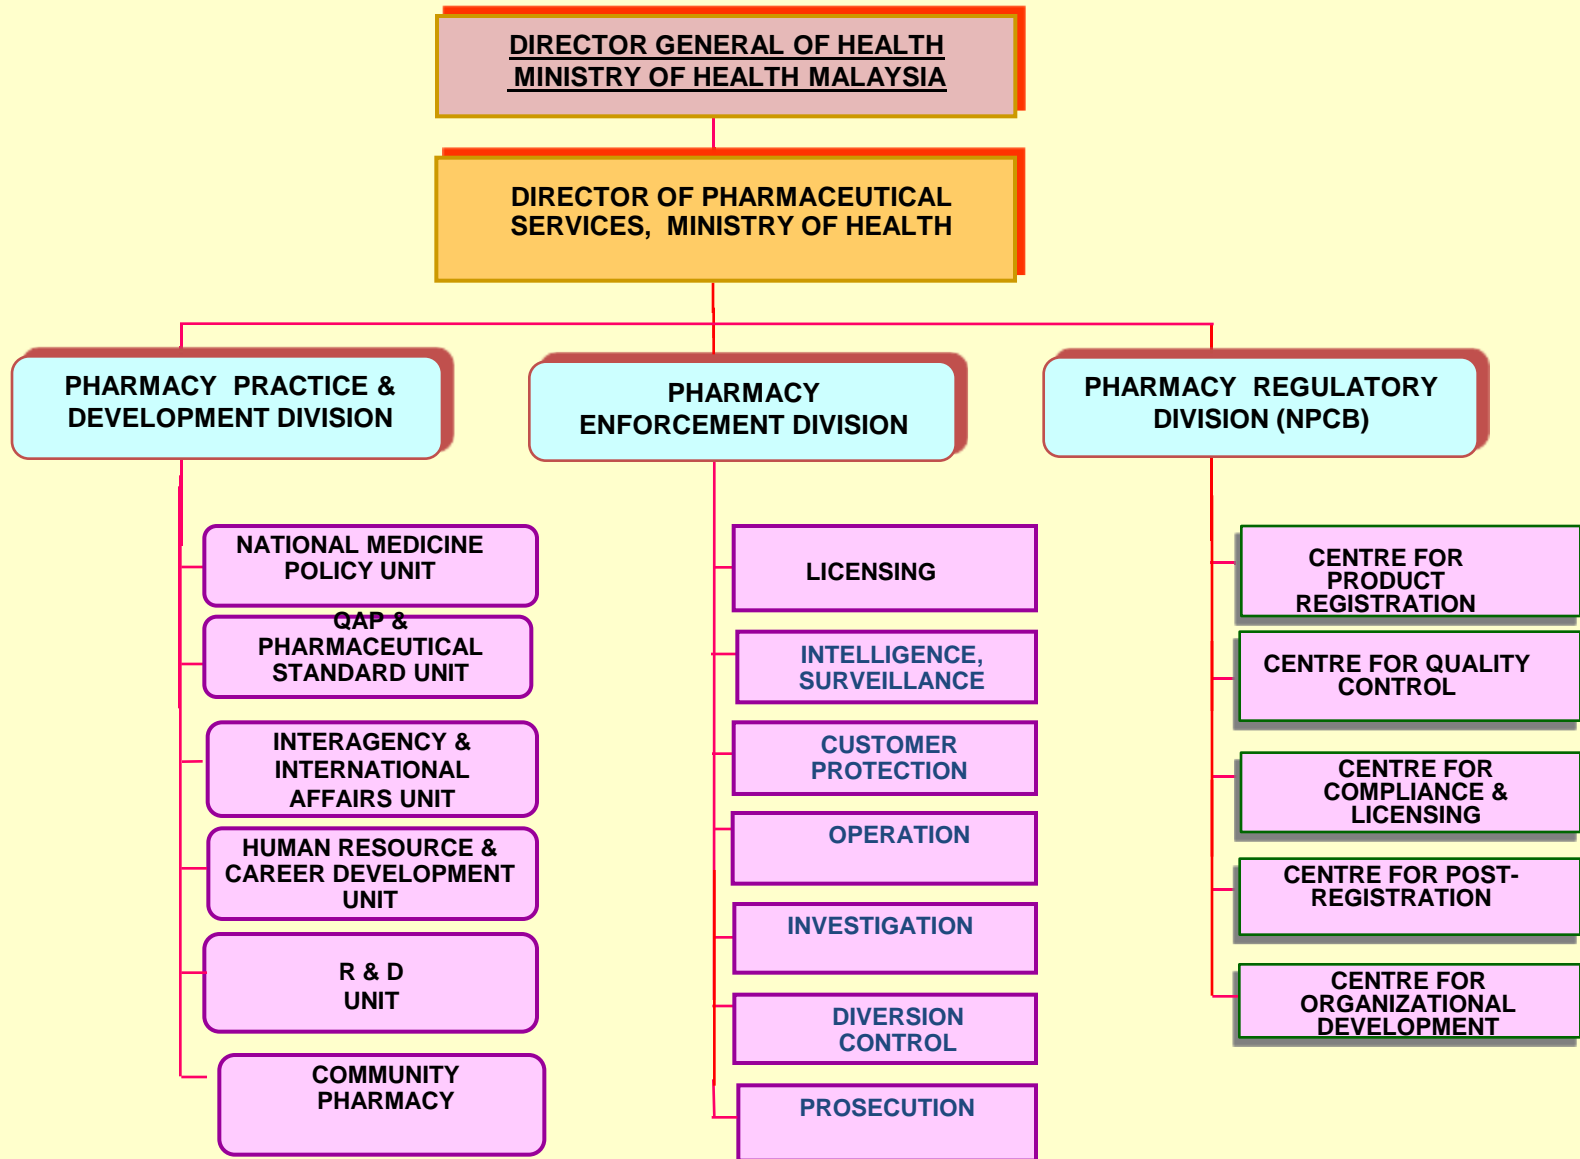 DIRECTOR GENERAL OF HEALTH
MINISTRY OF HEALTH MALAYSIA
DIRECTOR OF PHARMACEUTICAL
SERVICES, MINISTRY OF HEALTH
PHARMACY PRACTICE &
DEVELOPMENT DIVISION
NATIONAL MEDICINE
POLICY UNIT
QAP &
PHARMACEUTICAL
STANDARD UNIT
INTERAGENCY &
INTERNATIONAL
AFFAIRS UNIT
HUMAN RESOURCE &
CAREER DEVELOPMENT
UNIT
R & D
UNIT
COMMUNITY
PHARMACY
PHARMACY
ENFORCEMENT DIVISION
LICENSING
INTELLIGENCE,
SURVEILLANCE
CUSTOMER
PROTECTION
OPERATION
INVESTIGATION
DIVERSION
CONTROL
PROSECUTION
PHARMACY REGULATORY
DIVISION (NPCB)
CENTRE FOR
PRODUCT
REGISTRATION
CENTRE FOR QUALITY
CONTROL
CENTRE FOR
COMPLIANCE &
LICENSING
CENTRE FOR POST-
REGISTRATION
CENTRE FOR
ORGANIZATIONAL
DEVELOPMENT